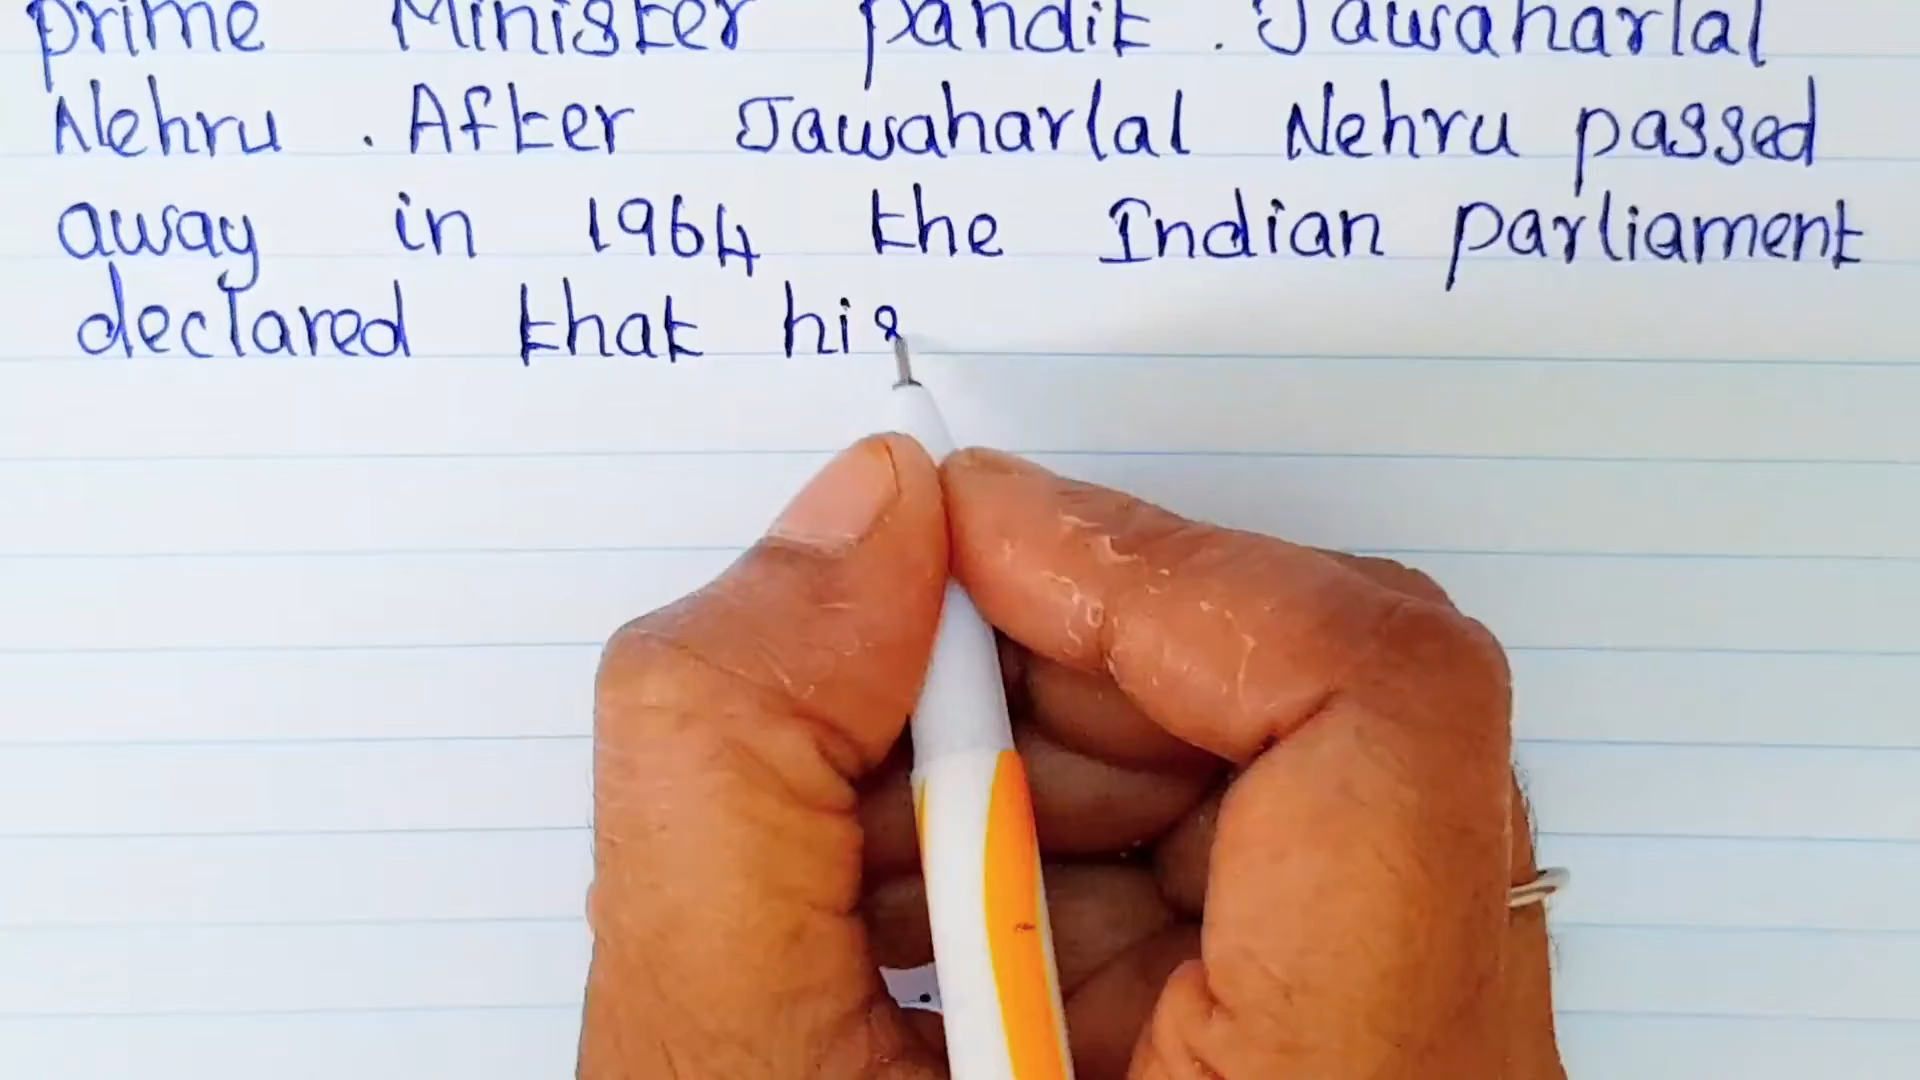 prime Minister pandit . Jawaharlal
Nehru . After Jawaharlal Nehru passed
away in 1964 the Indian parliament
declared that his